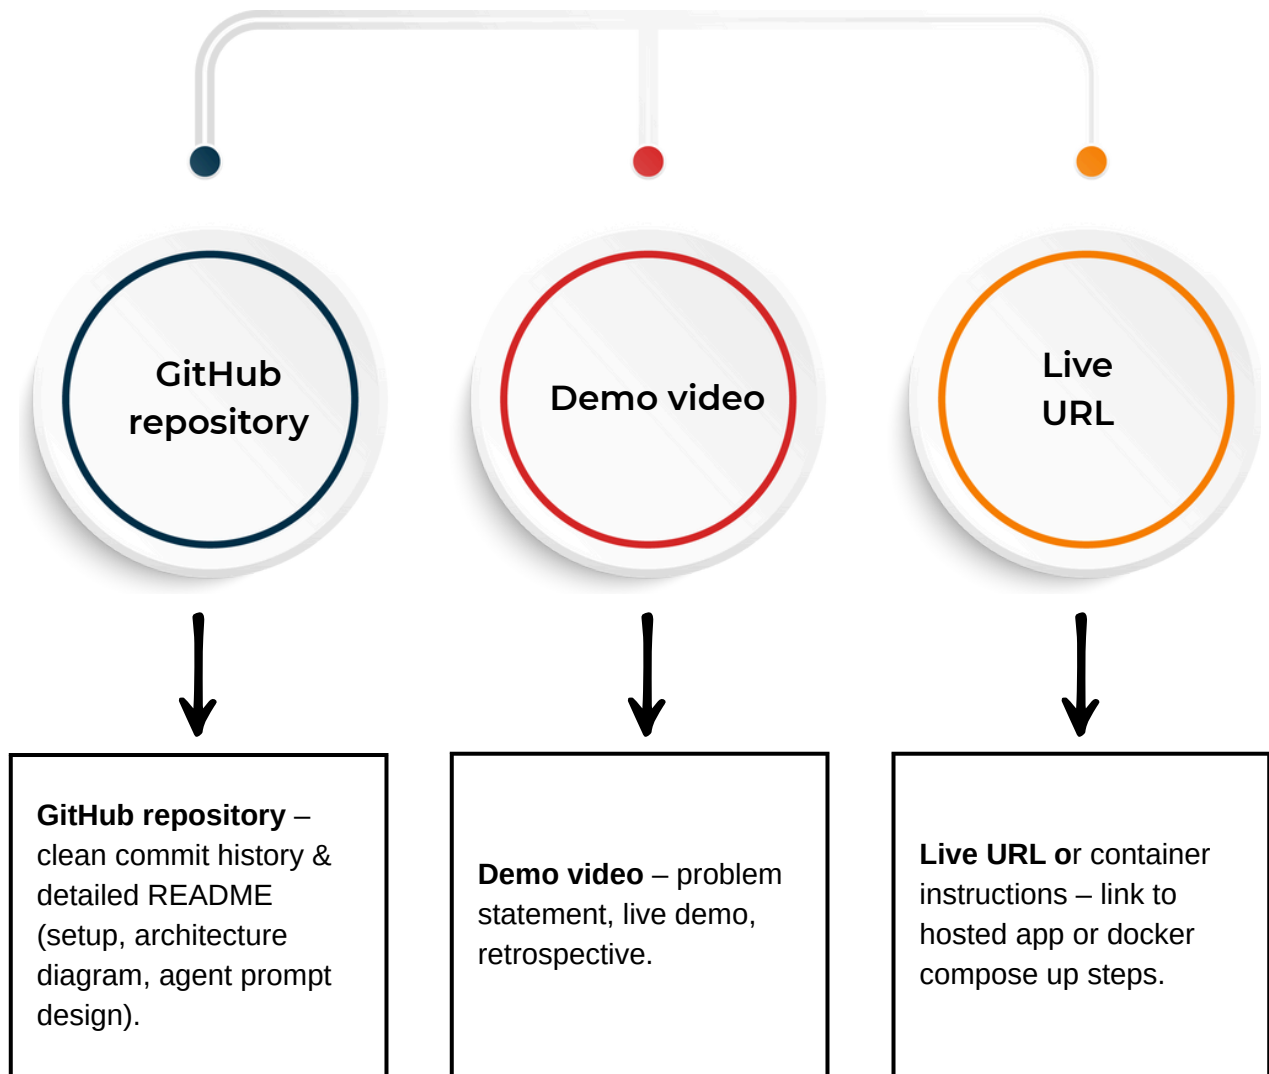 GitHub
repository
Demo video
Live
URL
GitHub repository –
clean commit history &
detailed README
(setup, architecture
diagram, agent prompt
design).
Demo video – problem
statement, live demo,
retrospective.
Live URL or container
instructions – link to
hosted app or docker
compose up steps.